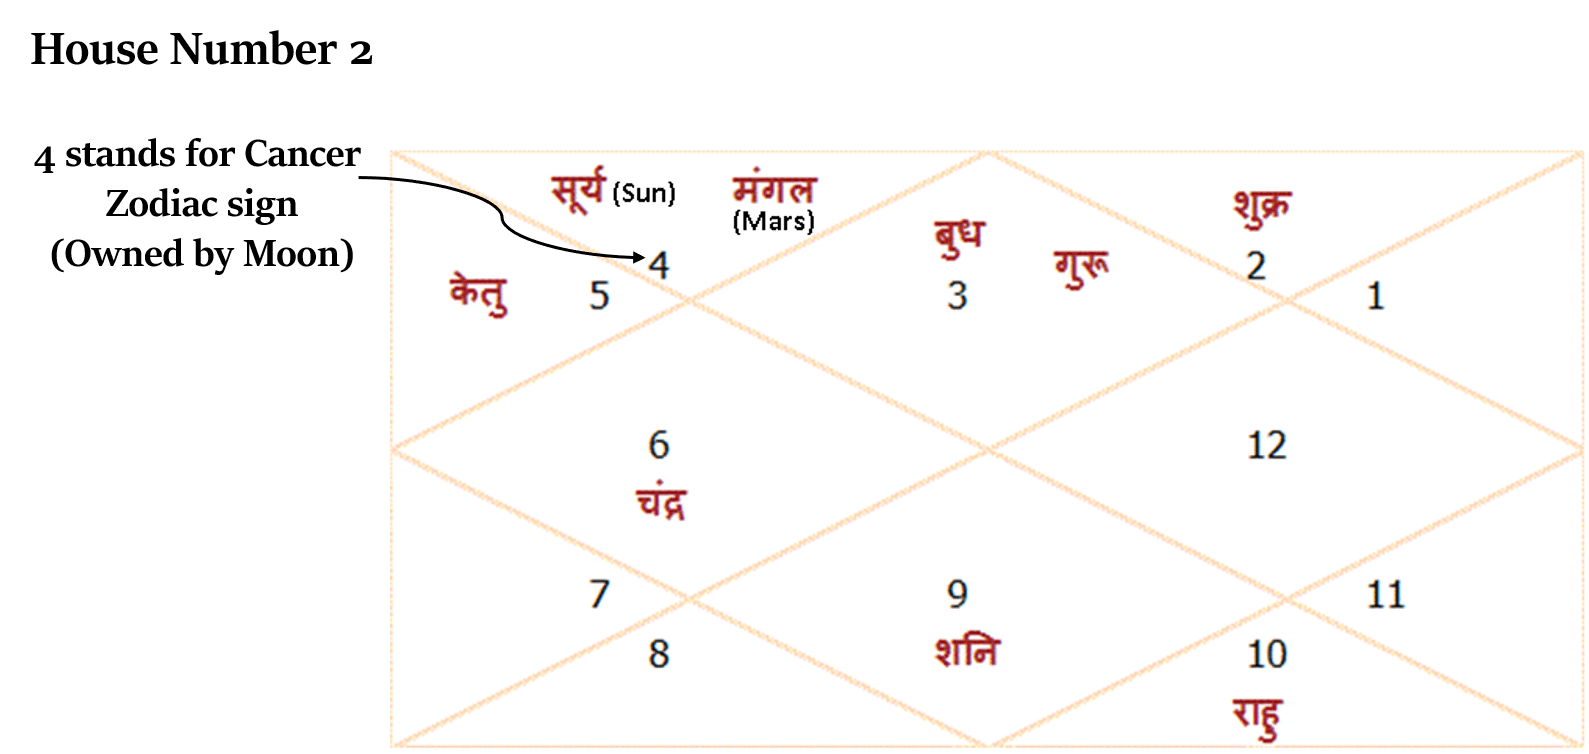 House Number 2
4 stands for Cancer
Zodiac sign
(Owned by Moon)
सूर्य (Sun) मंगल
(Mars)
शुक्र
बुध
गुरू
4
2
केतु 5
3
1
6
12
चंद्र
7
9
11
8
शनि
10
राहु